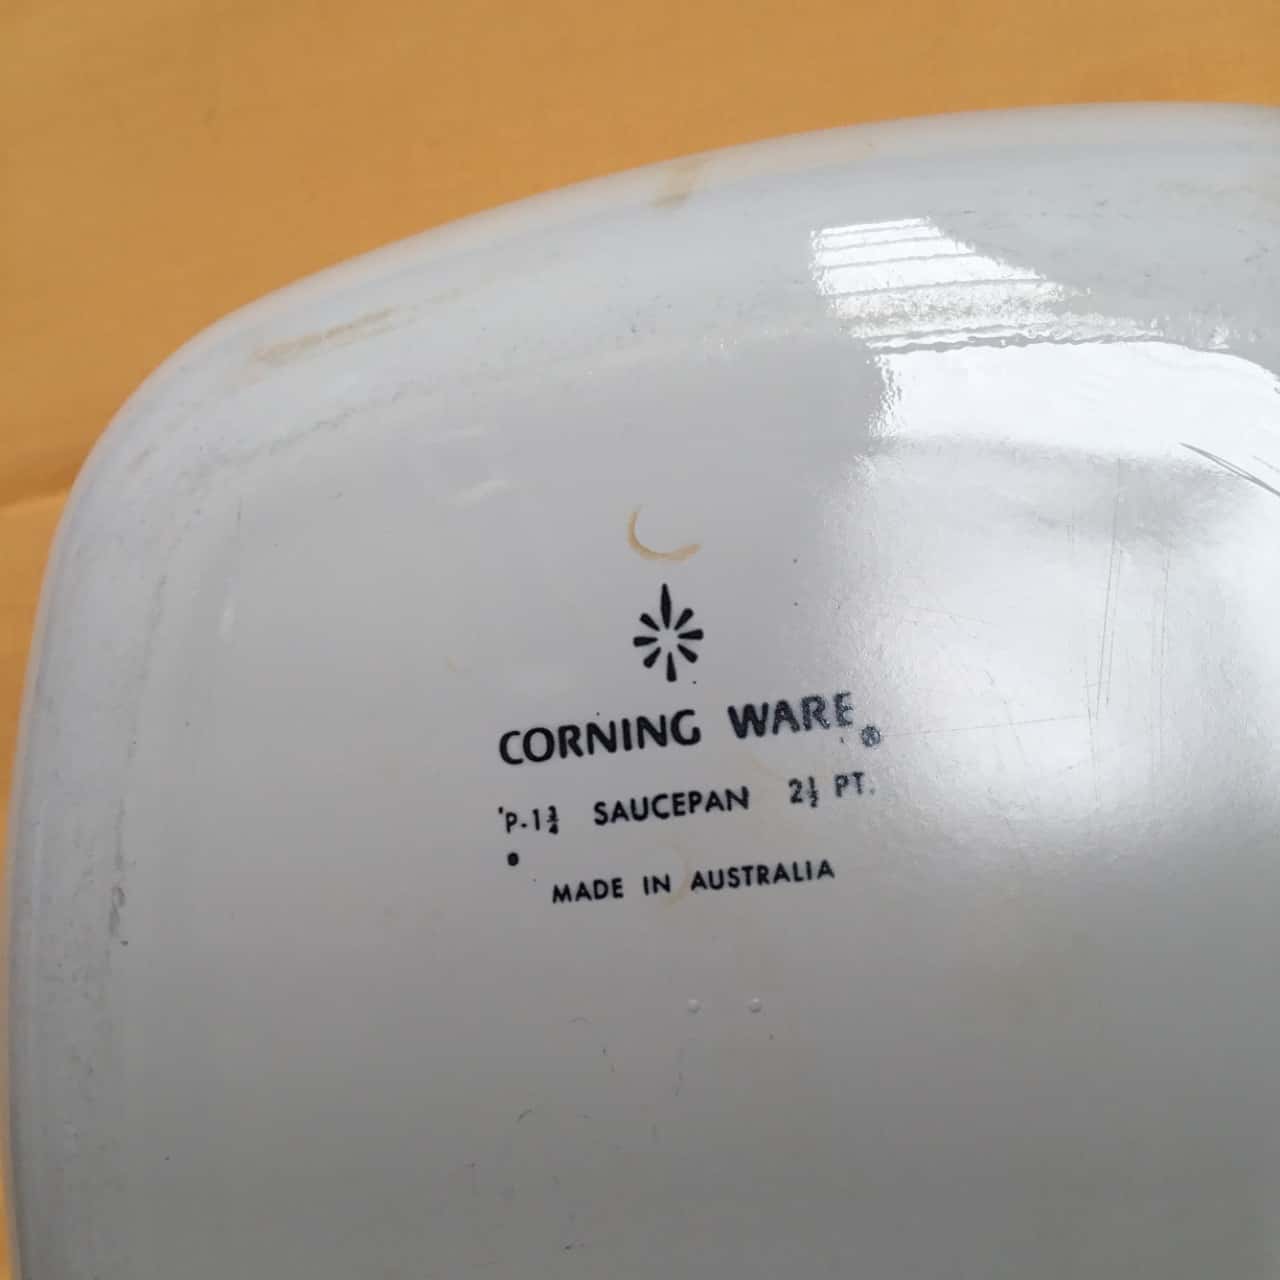 CORNING WARE®
P-1¾ SAUCEPAN 2½ PT.
MADE IN AUSTRALIA